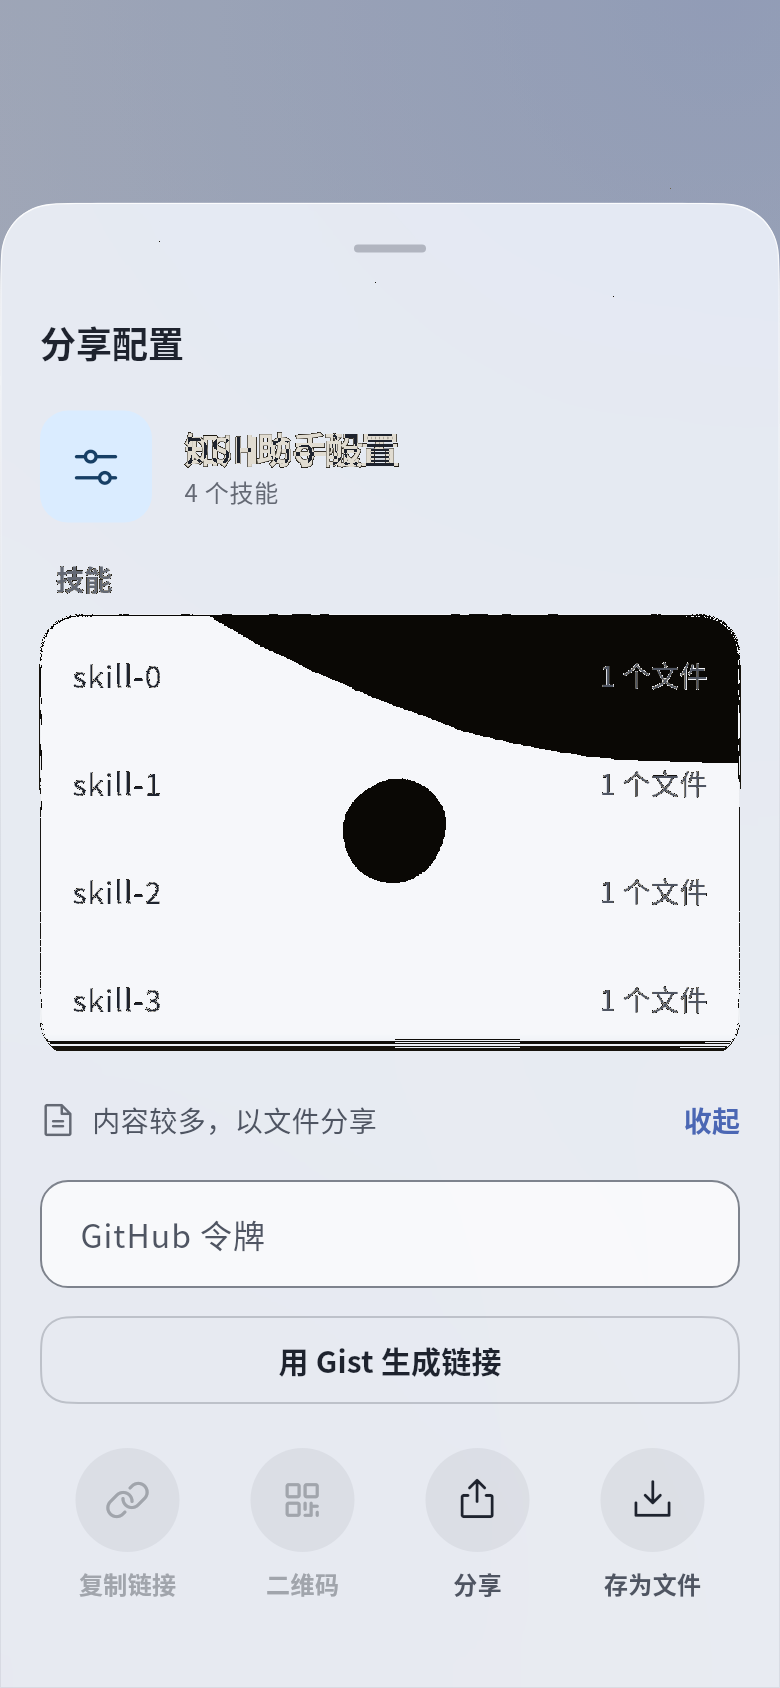 分享配置
4 个技能
技能
skill-0 1 个文件
skill-1 1 个文件
skill-2 1 个文件
skill-3 1 个文件
内容较多，以文件分享 收起
GitHub 令牌
用 Gist 生成链接
复制链接 二维码 分享 存为文件